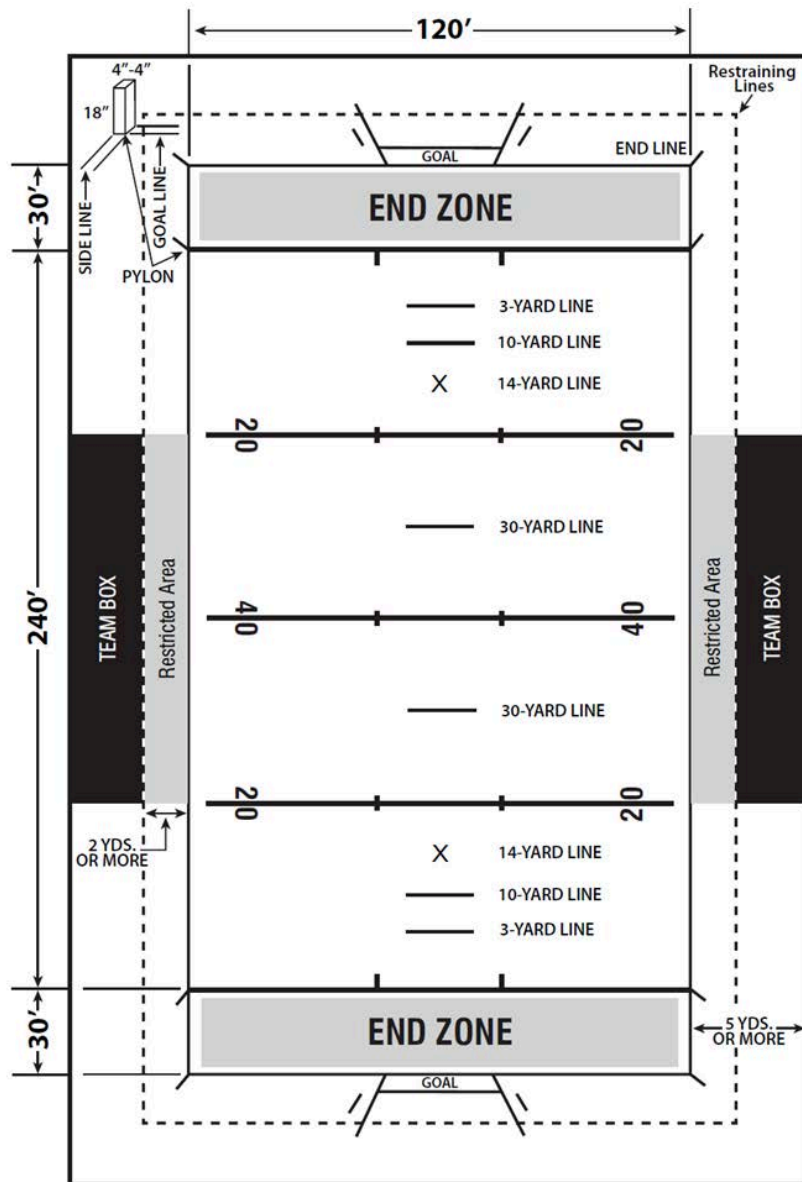 120’
4”-4”
18”
Restraining
Lines
GOAL
END LINE
30’
SIDE LINE
GOAL LINE
END ZONE
PYLON
3-YARD LINE
10-YARD LINE
X 14-YARD LINE
20 20
30-YARD LINE
240’
TEAM BOX
Restricted Area
40 40
Restricted Area
TEAM BOX
30-YARD LINE
20 20
2 YDS.
OR MORE
X 14-YARD LINE
10-YARD LINE
3-YARD LINE
30’
END ZONE
5 YDS.
OR MORE
GOAL